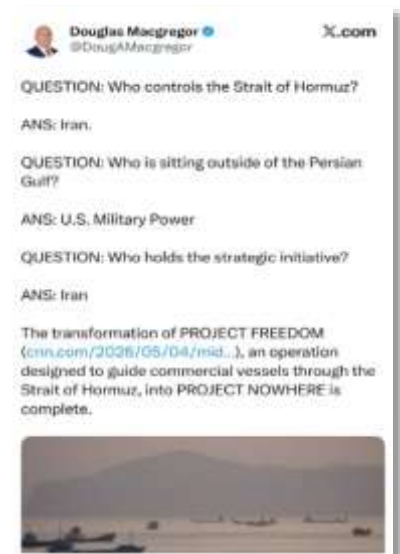 Douglas Macgregor
X.com
@DougAMacgregor
QUESTION: Who controls the Strait of Hormuz?
ANS: Iran.
QUESTION: Who is sitting outside of the Persian
Gulf?
ANS: U.S. Military Power
QUESTION: Who holds the strategic initiative?
ANS: Iran
The transformation of PROJECT FREEDOM
(cnn.com/2026/05/04/mid...), an operation
designed to guide commercial vessels through the
Strait of Hormuz, into PROJECT NOWHERE is
complete.